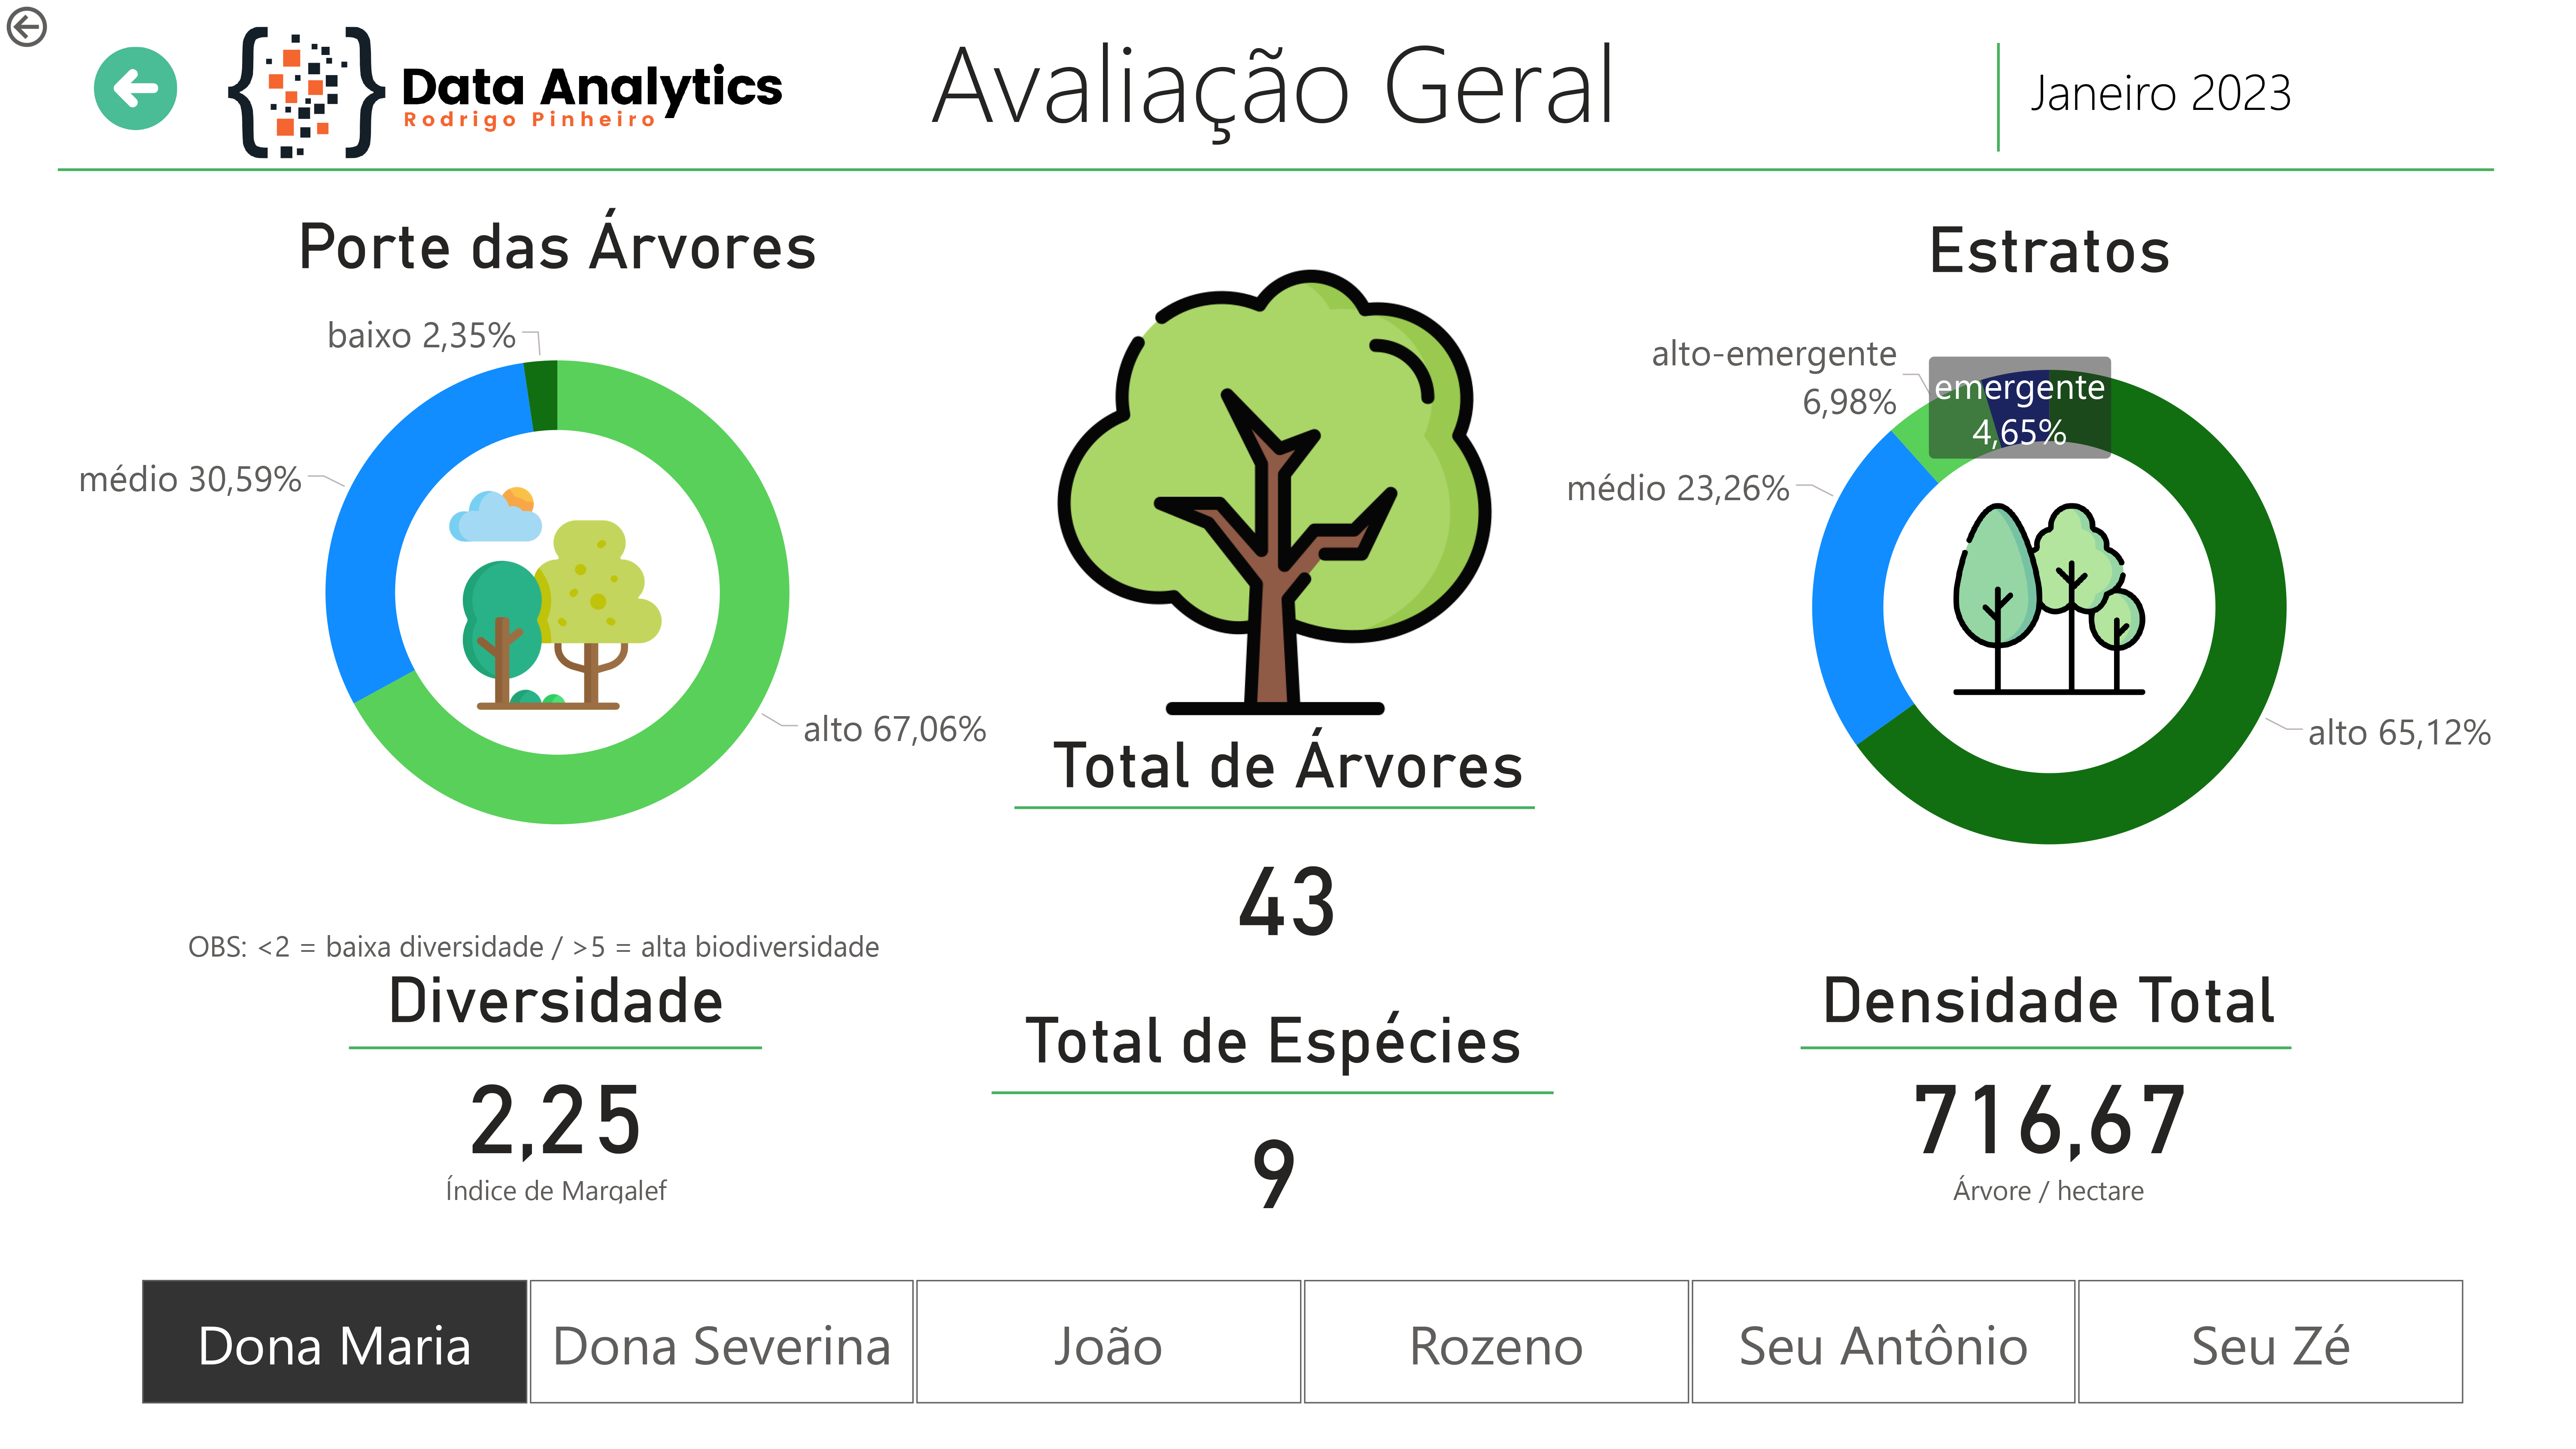 Data Analytics
Rodrigo Pinheiro
Avaliação Geral
Janeiro 2023
Porte das Árvores
baixo 2,35%
médio 30,59%
alto 67,06%
Total de Árvores
43
Estratos
alto-emergente
6,98%
emergente
4,65%
médio 23,26%
alto 65,12%
OBS: <2 = baixa diversidade / >5 = alta biodiversidade
Diversidade
2,25
Índice de Margalef
Total de Espécies
9
Densidade Total
716,67
Árvore / hectare
Dona Maria
Dona Severina
João
Rozeno
Seu Antônio
Seu Zé